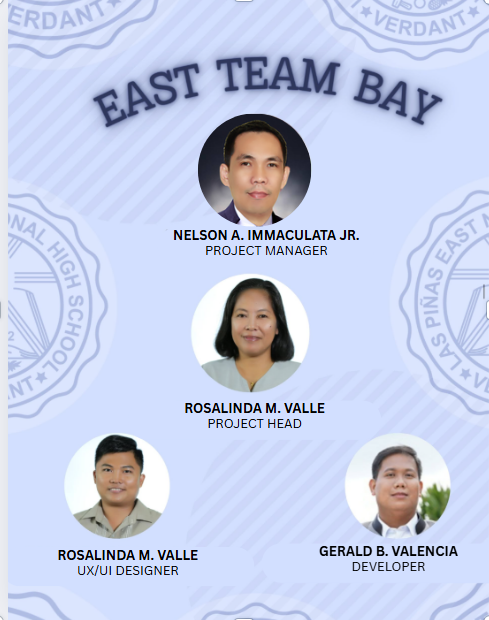 VERDANT
VERDANT
EAST TEAM BAY
NELSON A. IMMACULATA JR.
PROJECT MANAGER
ONAL HIGH SCHOOL
LAS PIÑAS EAST N
ROSALINDA M. VALLE
PROJECT HEAD
ROSALINDA M. VALLE
UX/UI DESIGNER
GERALD B. VALENCIA
DEVELOPER